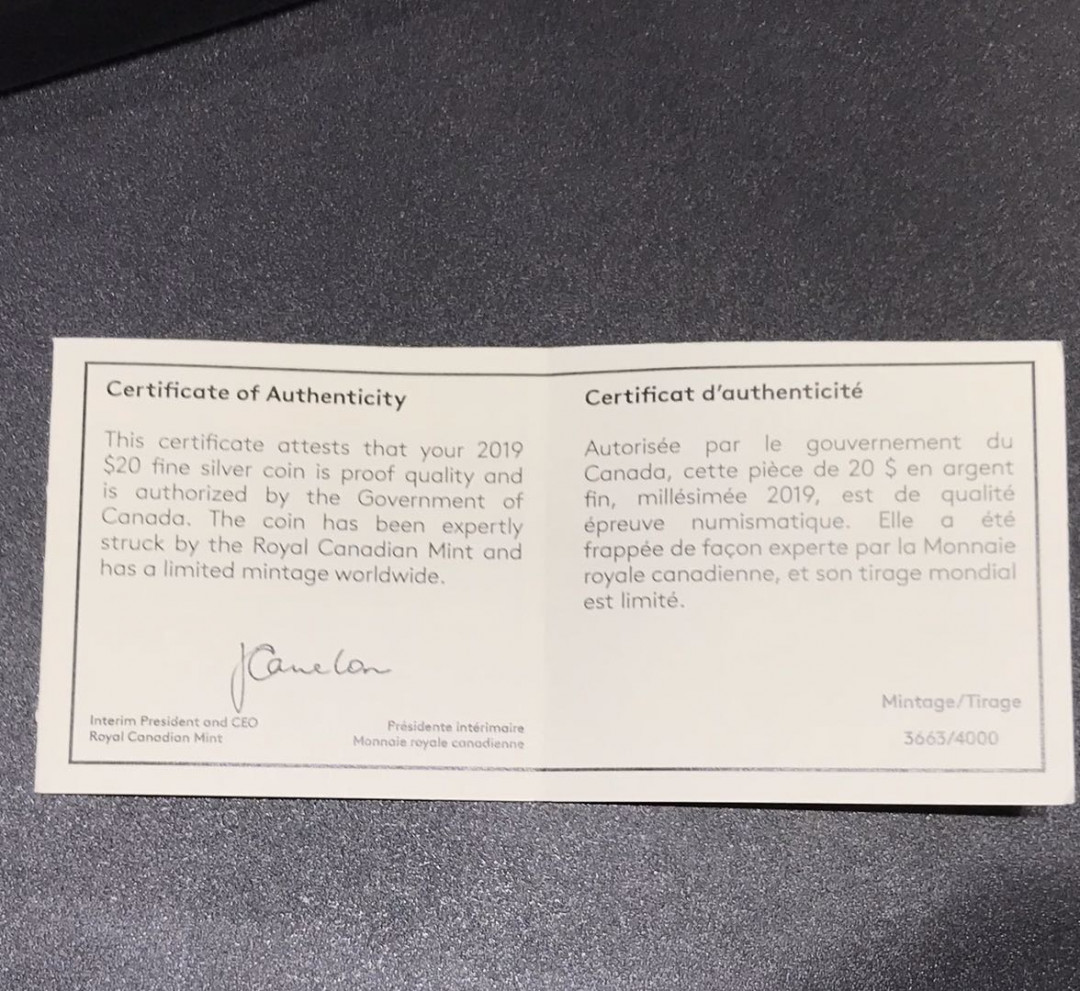 Certificate of Authenticity
This certificate attests that your 2019
$20 fine silver coin is proof quality and
is authorized by the Government of
Canada. The coin has been expertly
struck by the Royal Canadian Mint and
has a limited mintage worldwide.
JCamelon
Interim President and CEO
Royal Canadian Mint
Présidente intérimaire
Monnaie royale canadienne
Certificat d'authenticité
Autorisée par le gouvernement du
Canada, cette pièce de 20 $ en argent
fin, millésimée 2019, est de qualité
épreuve numismatique. Elle a été
frappée de façon experte par la Monnaie
royale canadienne, et son tirage mondial
est limité.
Mintage/Tirage
3663/4000